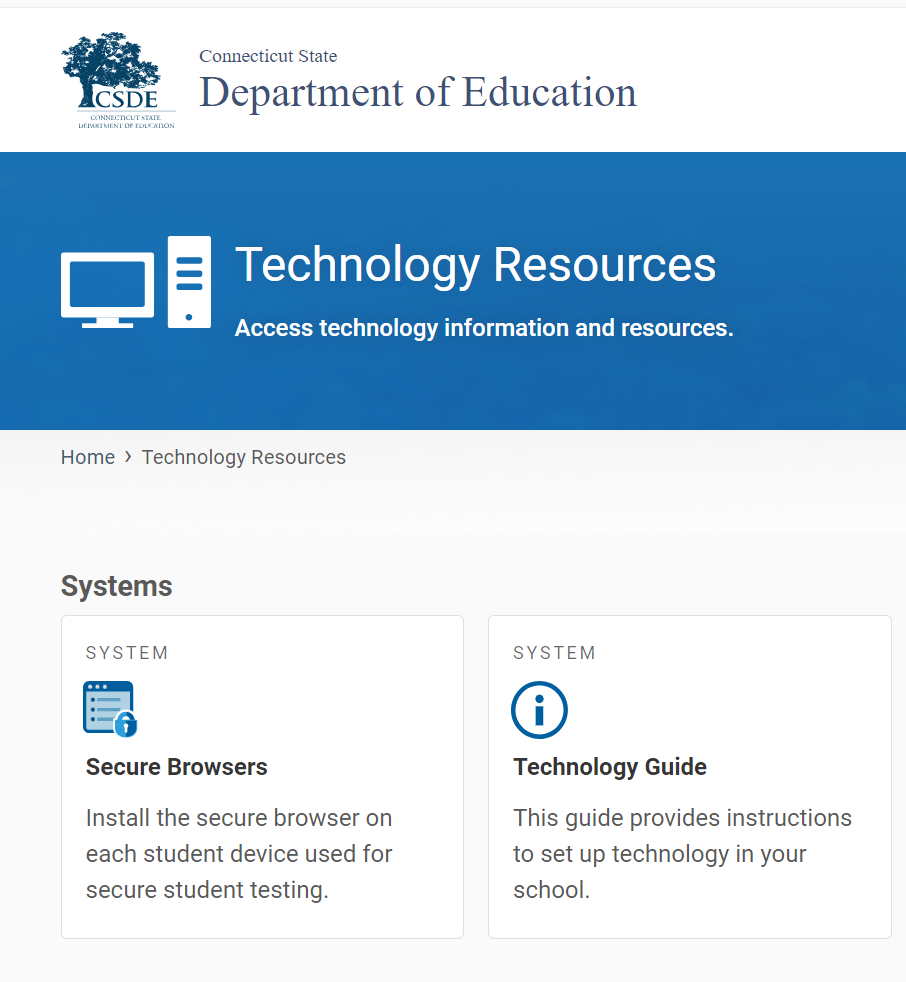 CSDE
CONNECTICUT STATE
DEPARTMENT OF EDUCATION
Connecticut State
Department of Education
Technology Resources
Access technology information and resources.
Home › Technology Resources
Systems
SYSTEM
Secure Browsers
Install the secure browser on
each student device used for
secure student testing.
SYSTEM
Technology Guide
This guide provides instructions
to set up technology in your
school.